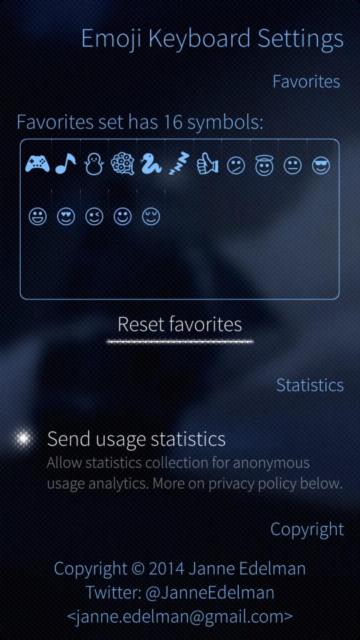 Emoji Keyboard Settings
Favorites
Favorites set has 16 symbols:
Reset favorites
Statistics
Send usage statistics
Allow statistics collection for anonymous
usage analytics. More on privacy policy below.
Copyright
Copyright © 2014 Janne Edelman
Twitter: @JanneEdelman
<janne.edelman@gmail.com>